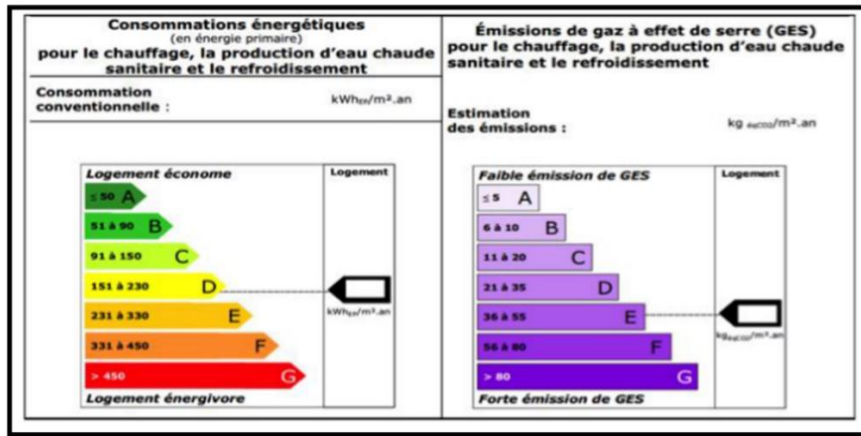 Consommations énergétiques
(en énergie primaire)
pour le chauffage, la production d'eau chaude
sanitaire et le refroidissement
Consommation
conventionnelle :
kWhEP/m².an
Logement économe
Logement
≤ 50 A
51 à 90 B
91 à 150 C
151 à 230 D
231 à 330 E
331 à 450 F
> 450 G
kWhEP/m².an
Logement énergivore
Émissions de gaz à effet de serre (GES)
pour le chauffage, la production d'eau chaude
sanitaire et le refroidissement
Estimation
des émissions :
kg éqCO2/m².an
Faible émission de GES
Logement
≤ 5 A
6 à 10 B
11 à 20 C
21 à 35 D
36 à 55 E
56 à 80 F
> 80 G
kgéqCO2/m².an
Forte émission de GES